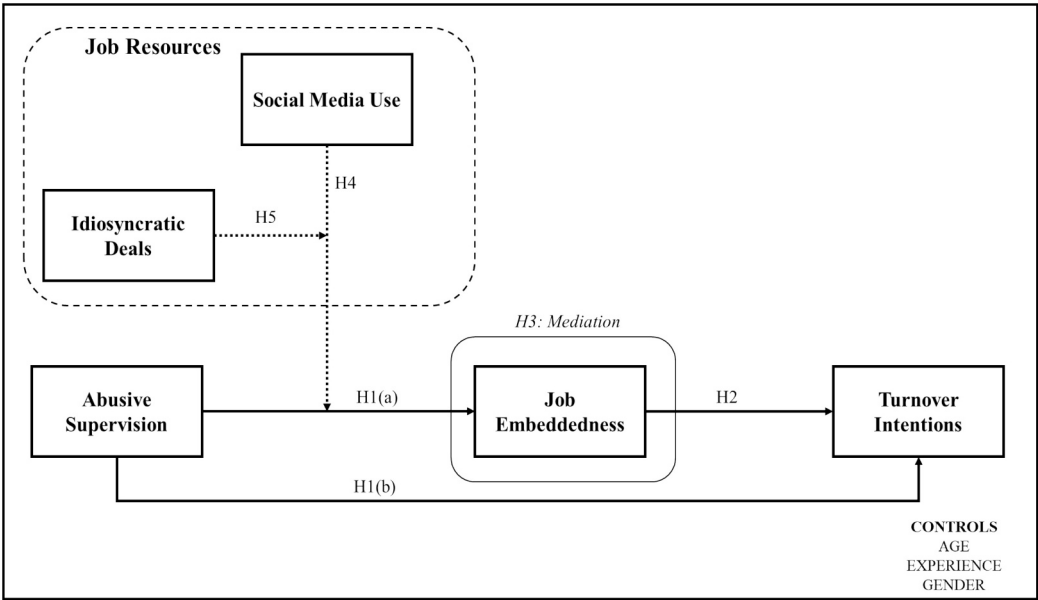 Job Resources
Social Media Use
H4
Idiosyncratic
Deals
H5
H3: Mediation
Abusive
Supervision
H1(a)
Job
Embeddedness
H2
Turnover
Intentions
H1(b)
CONTROLS
AGE
EXPERIENCE
GENDER